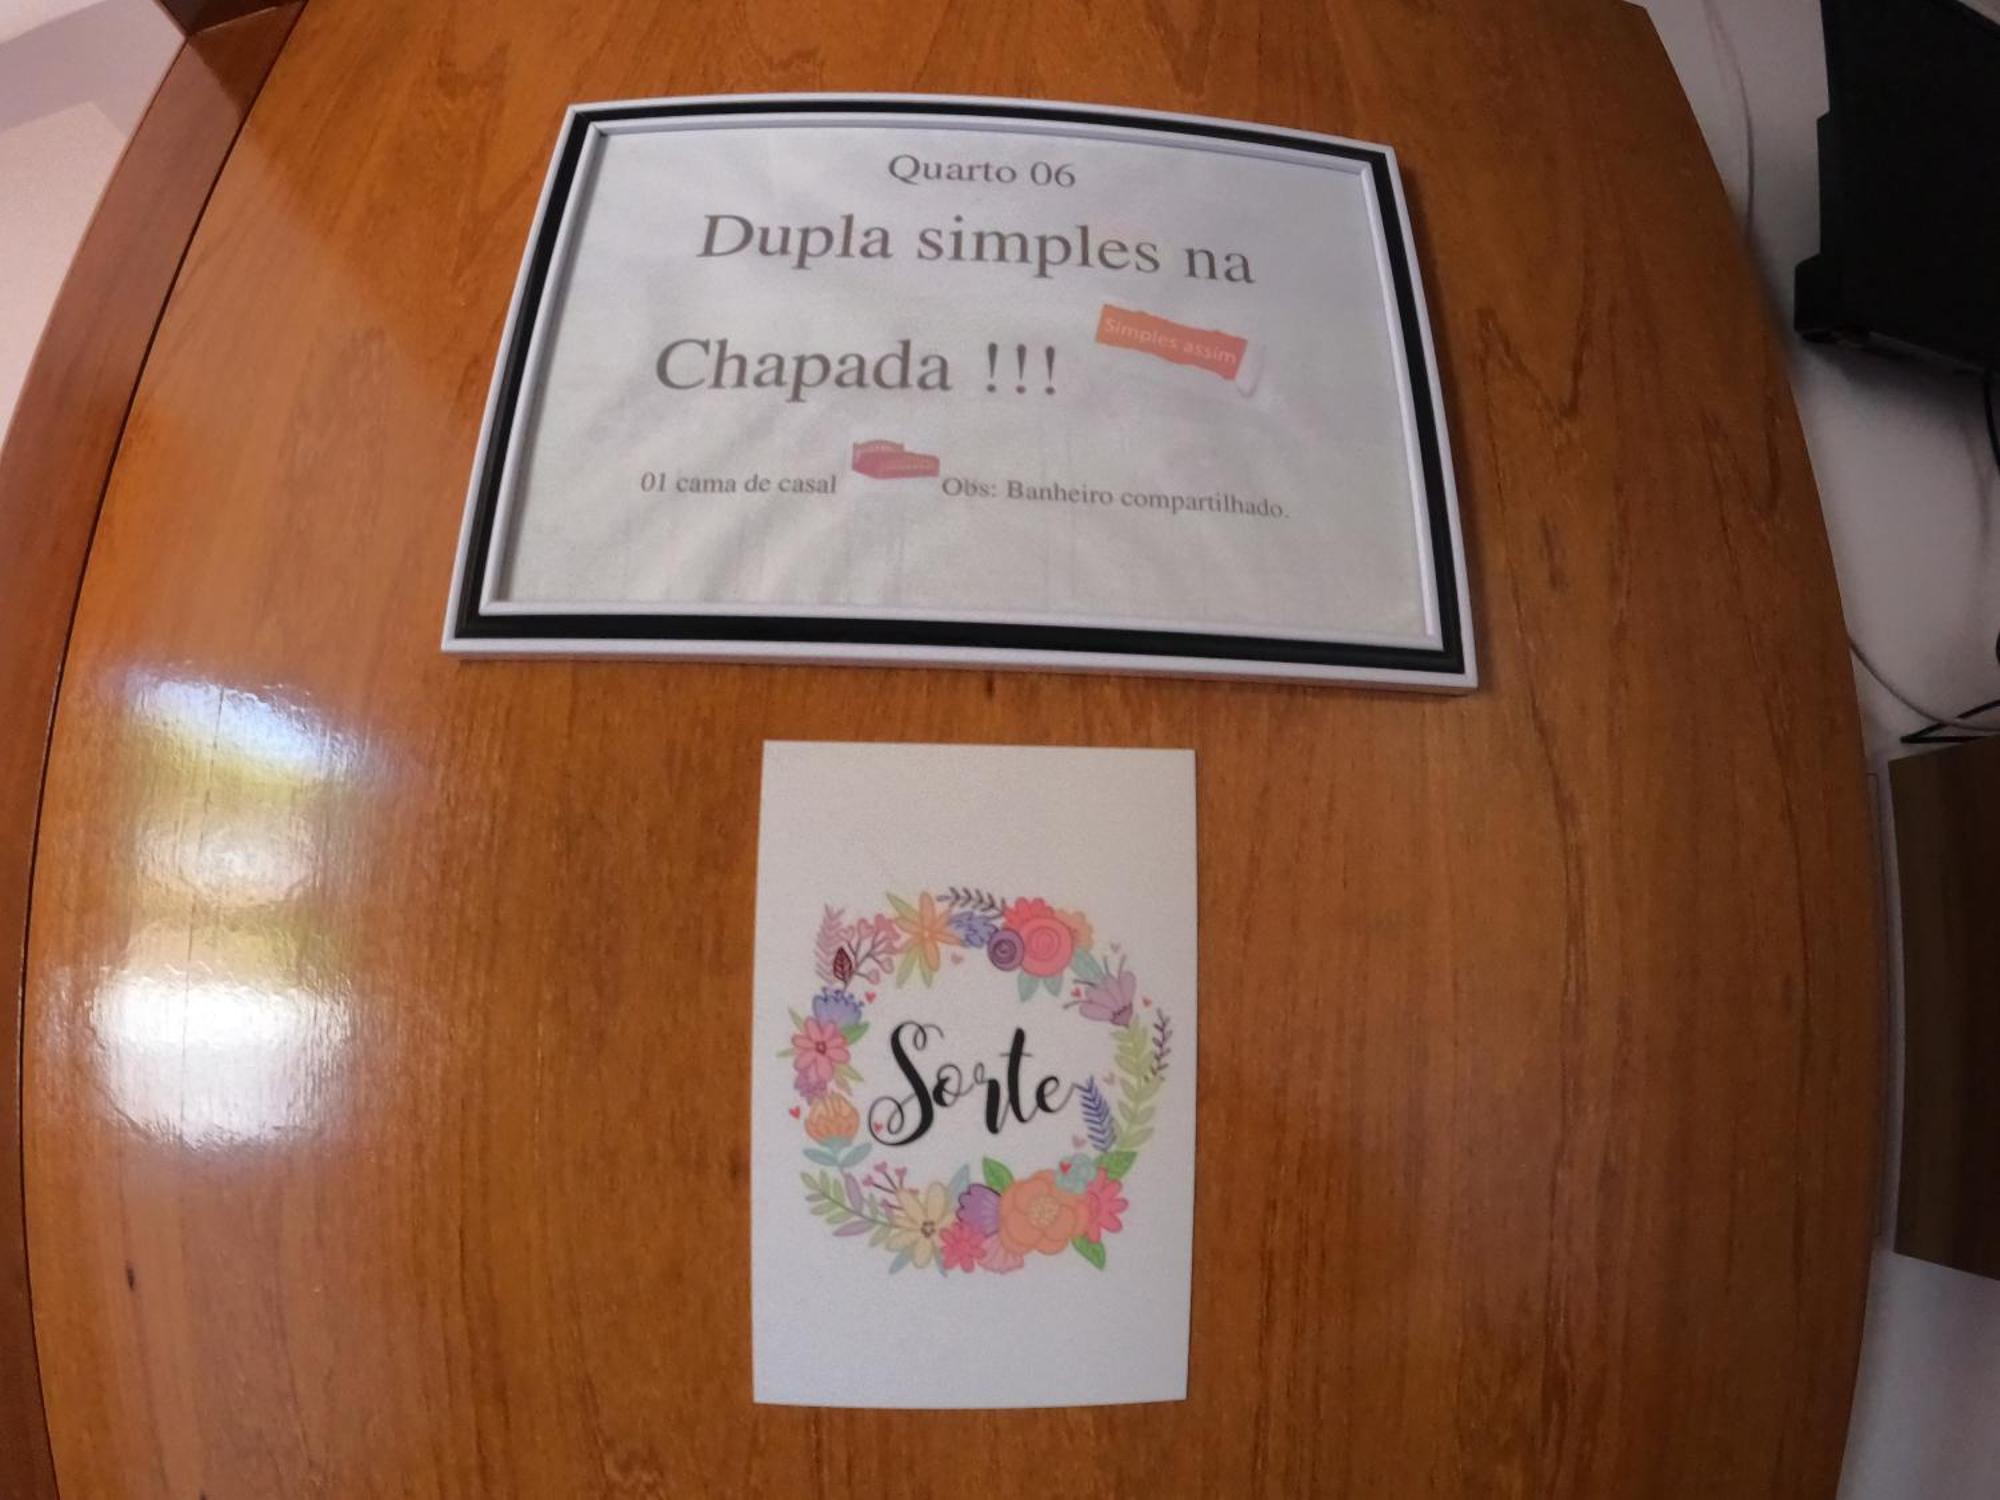 Quarto 06
Dupla simples na
Chapada !!!
Simples assim
01 cama de casal Obs: Banheiro compartilhado.
Sorte